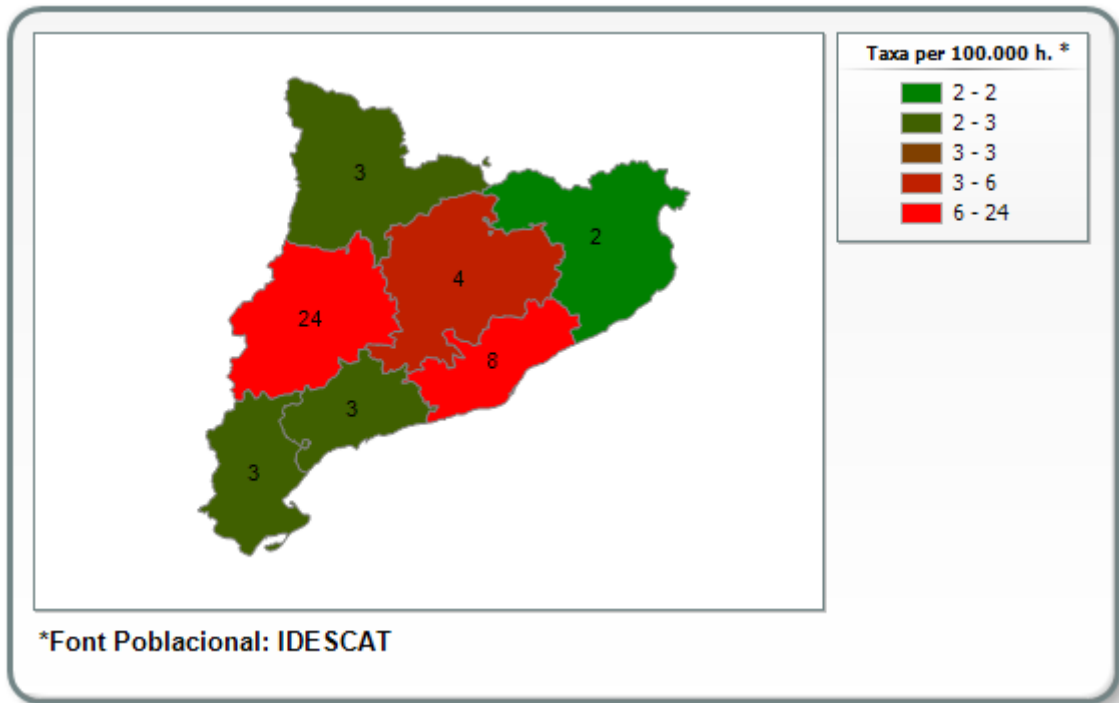 Taxa per 100.000 h. *
2 - 2
2 - 3
3 - 3
3 - 6
6 - 24
3
2
4
24
8
3
3
*Font Poblacional: IDESCAT